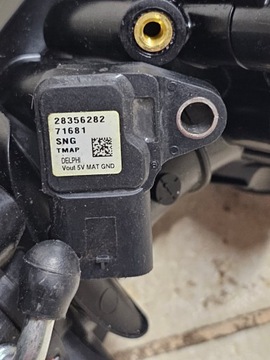 28356282
71681
SNG
TMAP
DELPHI
Vout 5V MAT GND